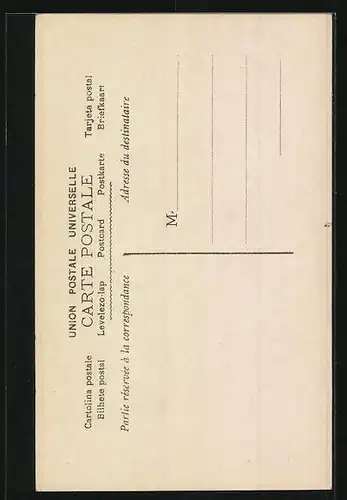 UNION POSTALE UNIVERSELLE
CARTE POSTALE
Cartolina postale Tarjeta postal
Bilhete postal Levelezo-lap Postcard Postkarte Briefkaart
Partie réservée à la correspondance Adresse du destinataire
M.